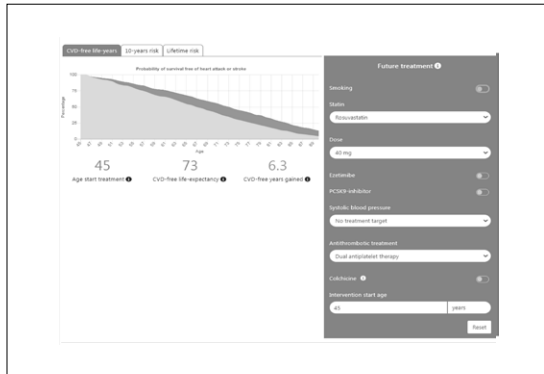 CVD-free life-years
10-years risk
Lifetime risk
Probability of survival free of heart attack or stroke
Percentage
100
75
50
25
0
Age
45
Age start treatment
73
CVD-free life-expectancy
6.3
CVD-free years gained
Future treatment
Smoking
Statin
Rosuvastatin
Dose
40 mg
Ezetimibe
PCSK9-inhibitor
Systolic blood pressure
No treatment target
Antithrombotic treatment
Dual antiplatelet therapy
Colchicine
Intervention start age
45 years
Reset